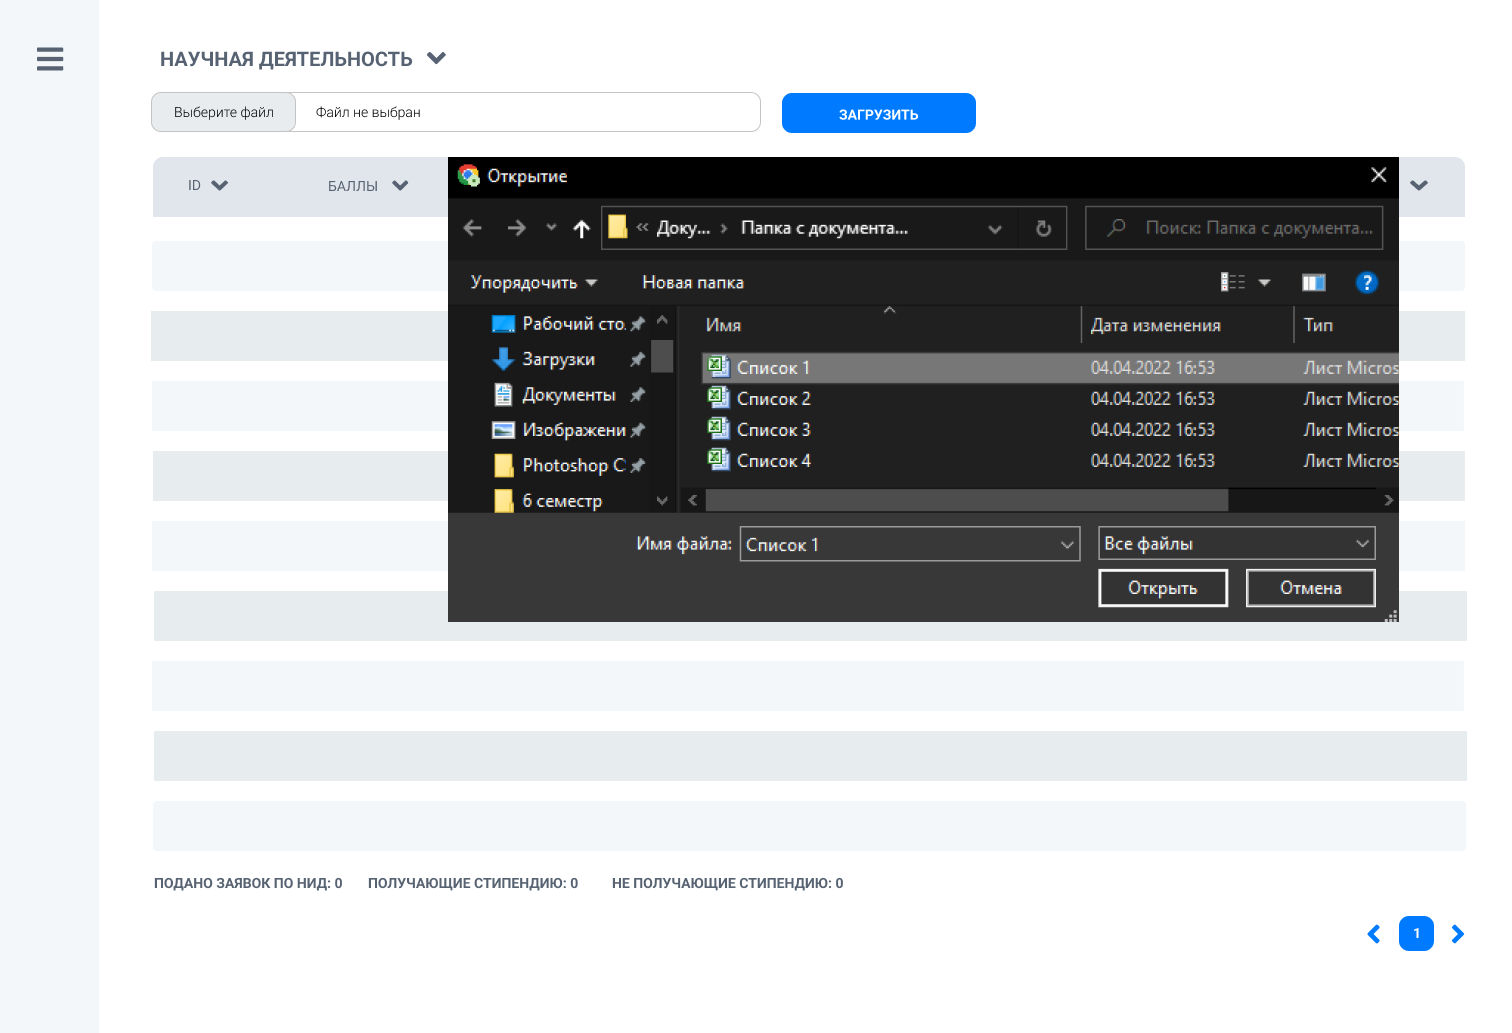 НАУЧНАЯ ДЕЯТЕЛЬНОСТЬ
Выберите файл Файл не выбран ЗАГРУЗИТЬ
ID БАЛЛЫ
Открытие
« Доку... › Папка с документа... Поиск: Папка с документа...
Упорядочить Новая папка ?
Имя Дата изменения Тип
Рабочий сто
Загрузки
Документы
Изображени
Photoshop C
6 семестр
Список 1 04.04.2022 16:53 Лист Micros
Список 2 04.04.2022 16:53 Лист Micros
Список 3 04.04.2022 16:53 Лист Micros
Список 4 04.04.2022 16:53 Лист Micros
Имя файла: Список 1 Все файлы
Открыть Отмена
ПОДАНО ЗАЯВОК ПО НИД: 0 ПОЛУЧАЮЩИЕ СТИПЕНДИЮ: 0 НЕ ПОЛУЧАЮЩИЕ СТИПЕНДИЮ: 0
1